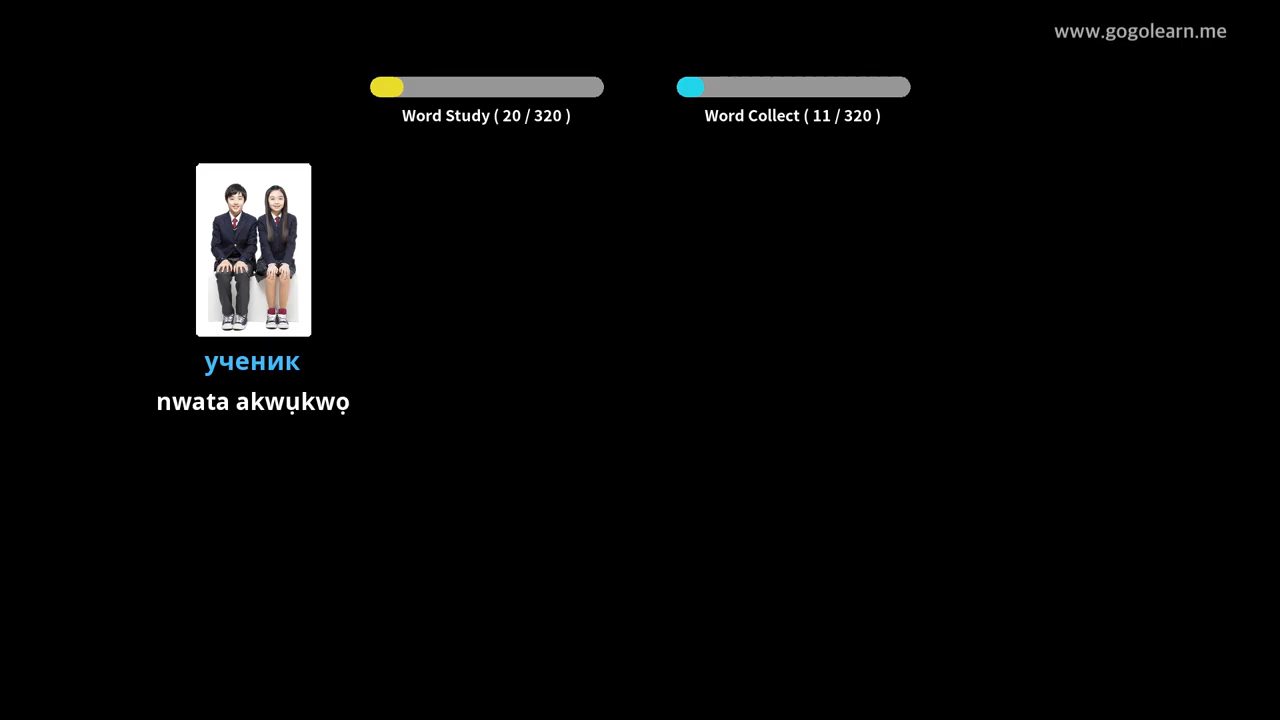 www.gogolearn.me
Word Study ( 20 / 320 )
Word Collect ( 11 / 320 )
ученик
nwata akwụkwọ